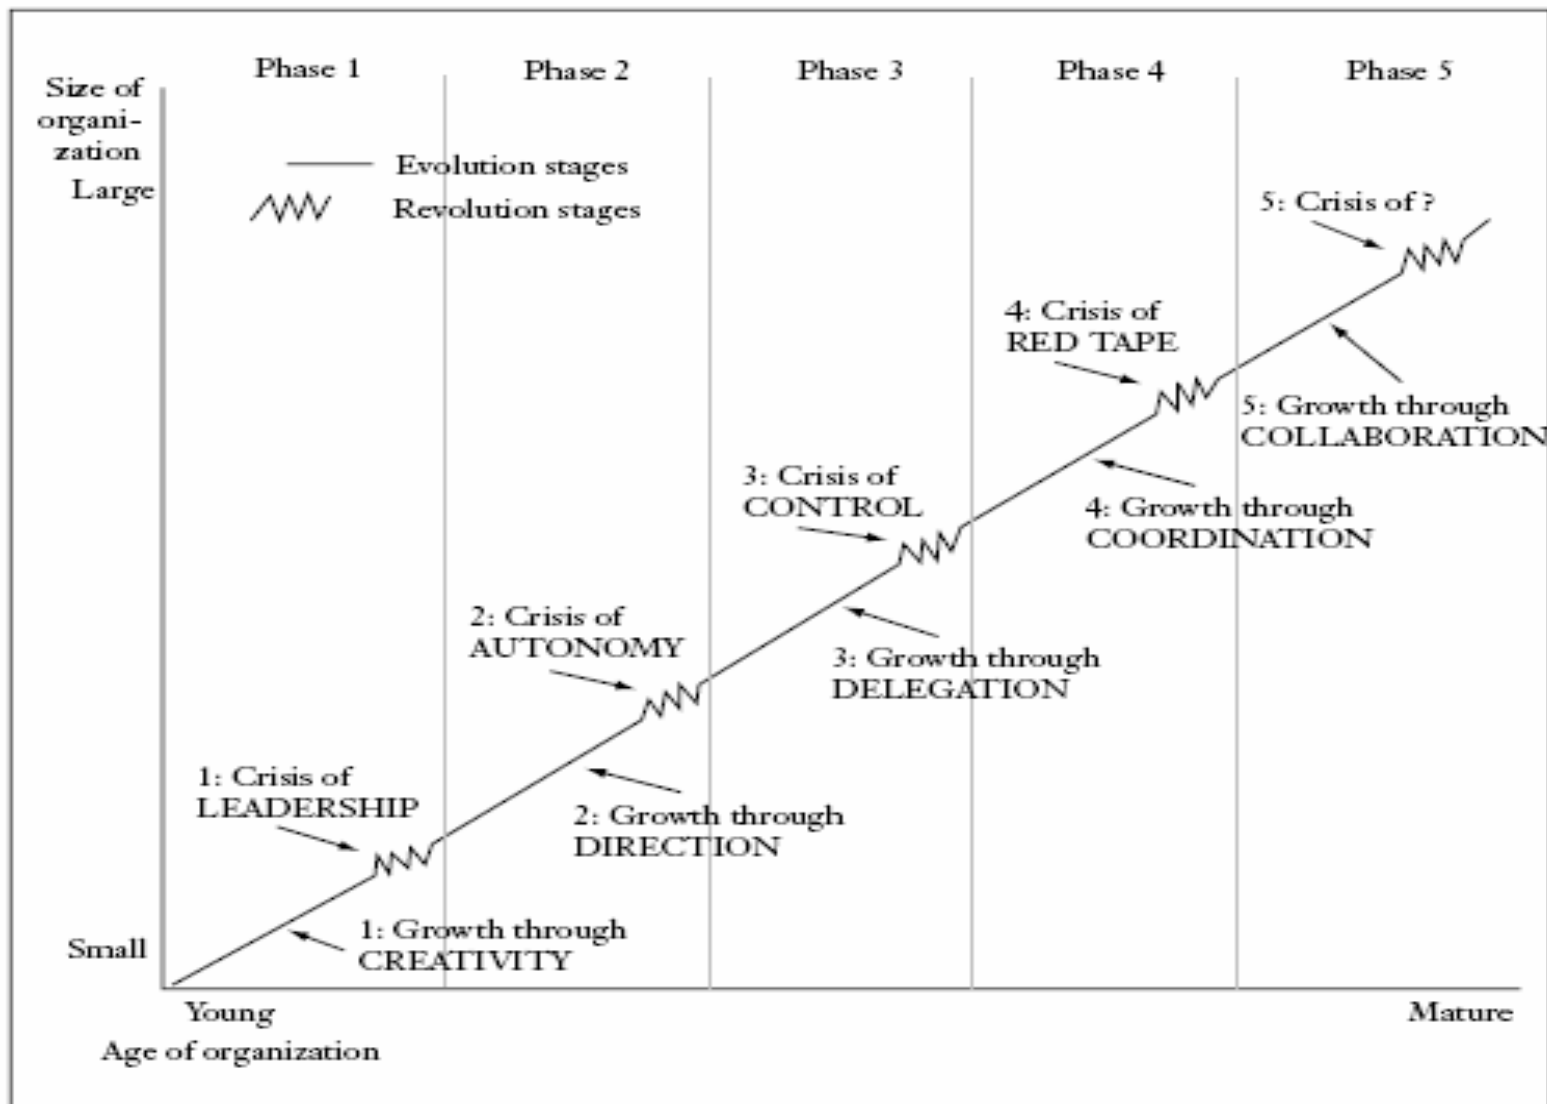 Phase 1
Phase 2
Phase 3
Phase 4
Phase 5
Size of
organi-
zation
Large
Evolution stages
Revolution stages
5: Crisis of ?
4: Crisis of
RED TAPE
5: Growth through
COLLABORATION
3: Crisis of
CONTROL
4: Growth through
COORDINATION
2: Crisis of
AUTONOMY
3: Growth through
DELEGATION
1: Crisis of
LEADERSHIP
2: Growth through
DIRECTION
1: Growth through
CREATIVITY
Small
Young
Mature
Age of organization